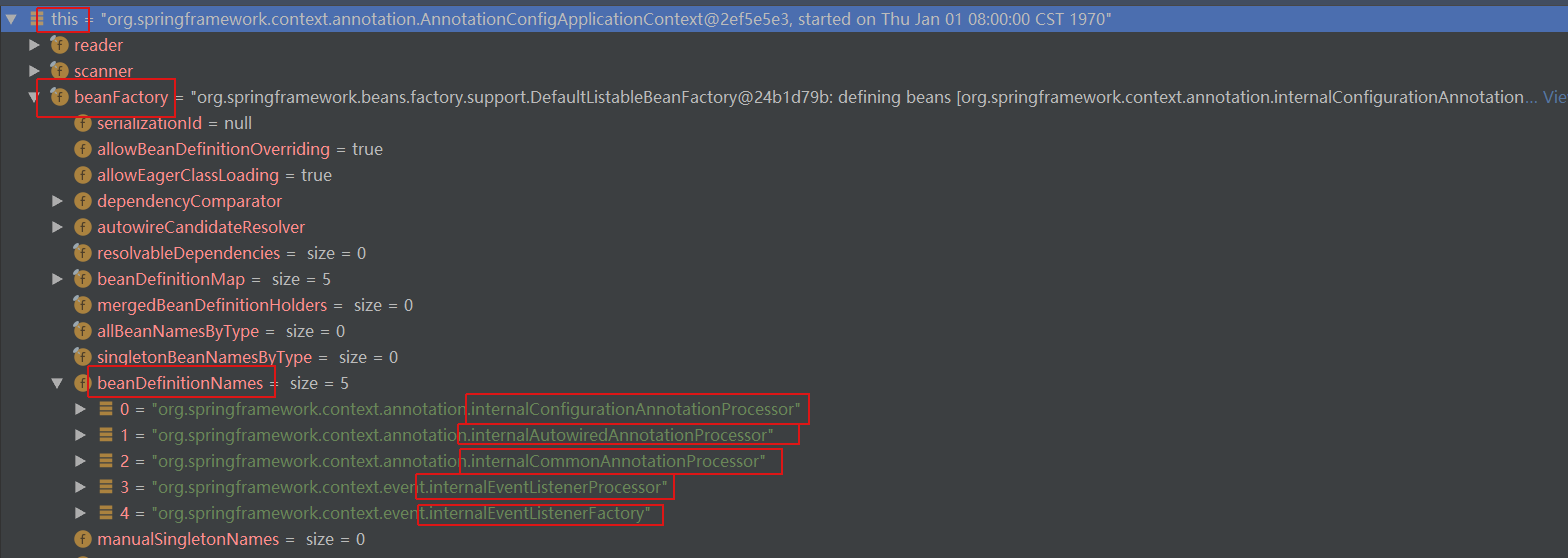 this = "org.springframework.context.annotation.AnnotationConfigApplicationContext@2ef5e5e3, started on Thu Jan 01 08:00:00 CST 1970"
f reader
f scanner
f beanFactory = "org.springframework.beans.factory.support.DefaultListableBeanFactory@24b1d79b: defining beans [org.springframework.context.annotation.internalConfigurationAnnotation... View
f serializationId = null
f allowBeanDefinitionOverriding = true
f allowEagerClassLoading = true
f dependencyComparator
f autowireCandidateResolver
f resolvableDependencies = size = 0
f beanDefinitionMap = size = 5
f mergedBeanDefinitionHolders = size = 0
f allBeanNamesByType = size = 0
f singletonBeanNamesByType = size = 0
f beanDefinitionNames = size = 5
0 = "org.springframework.context.annotation.internalConfigurationAnnotationProcessor"
1 = "org.springframework.context.annotation.internalAutowiredAnnotationProcessor"
2 = "org.springframework.context.annotation.internalCommonAnnotationProcessor"
3 = "org.springframework.context.event.internalEventListenerProcessor"
4 = "org.springframework.context.event.internalEventListenerFactory"
f manualSingletonNames = size = 0